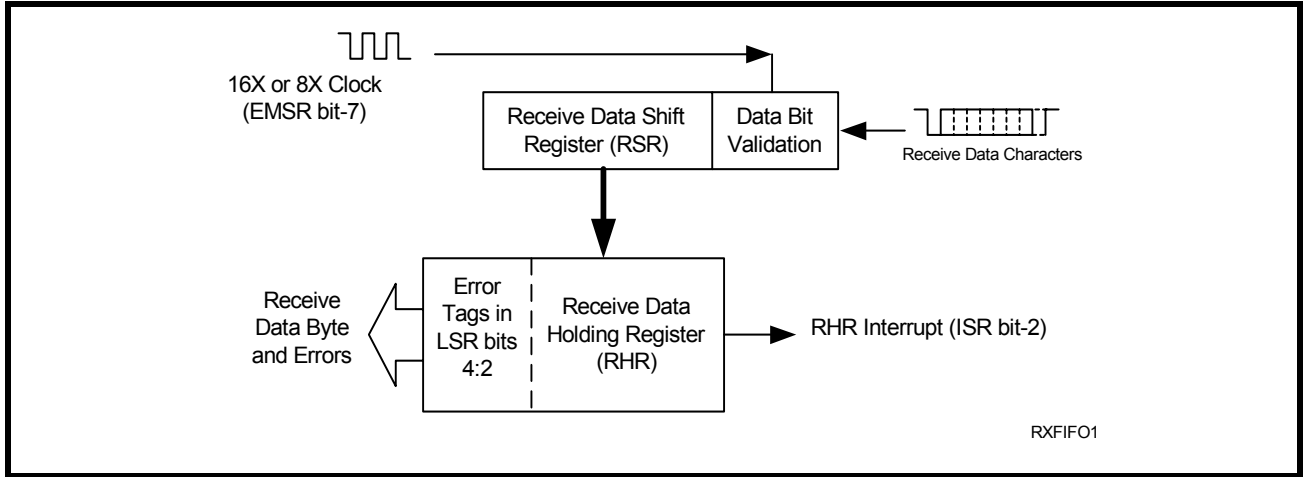 16X or 8X Clock
(EMSR bit-7)
Receive Data Shift
Register (RSR)
Data Bit
Validation
Receive Data Characters
Receive
Data Byte
and Errors
Error
Tags in
LSR bits
4:2
Receive Data
Holding Register
(RHR)
RHR Interrupt (ISR bit-2)
RXFIFO1